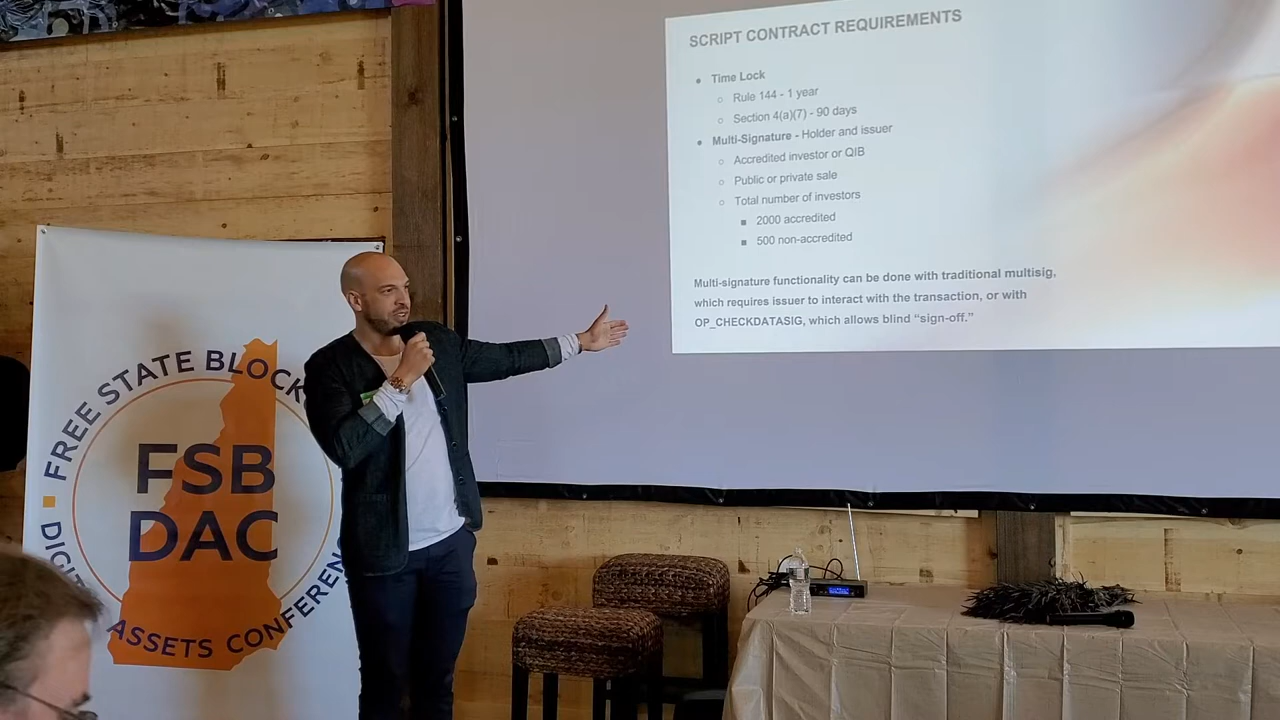 SCRIPT CONTRACT REQUIREMENTS
Time Lock
Rule 144 - 1 year
Section 4(a)(7) - 90 days
Multi-Signature - Holder and issuer
Accredited investor or QIB
Public or private sale
Total number of investors
2000 accredited
500 non-accredited
Multi-signature functionality can be done with traditional multisig,
which requires issuer to interact with the transaction, or with
OP_CHECKDATASIG, which allows blind “sign-off.”
FREE STATE BLOCK
FSB
DAC
DIGIT
ASSETS CONFEREN